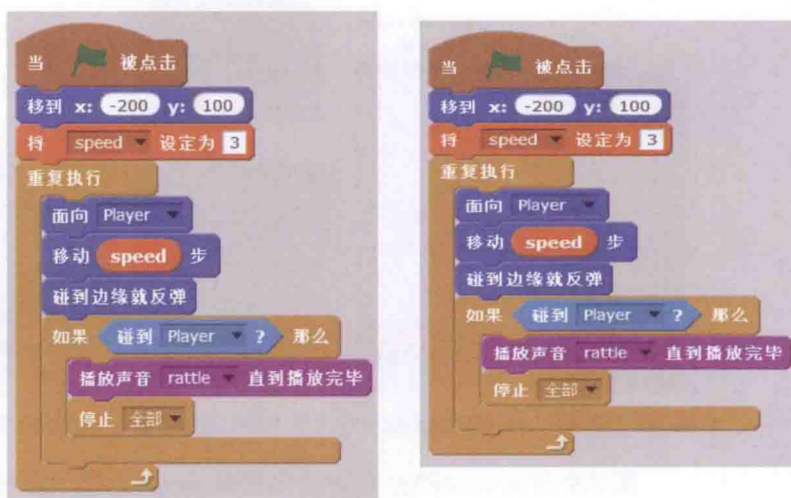 当 被点击
移到 x: -200 y: 100
将 speed 设定为 3
重复执行
面向 Player
移动 speed 步
碰到边缘就反弹
如果 碰到 Player ? 那么
播放声音 rattle 直到播放完毕
停止 全部
当 被点击
移到 x: -200 y: 100
将 speed 设定为 3
重复执行
面向 Player
移动 speed 步
碰到边缘就反弹
如果 碰到 Player ? 那么
播放声音 rattle 直到播放完毕
停止 全部